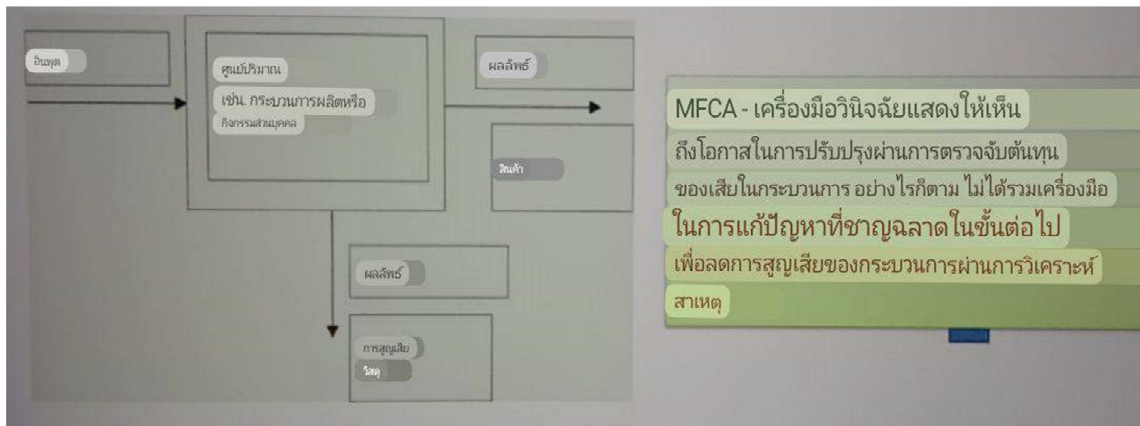 อินพุต
ศูนย์ปริมาณ
เช่น. กระบวนการผลิตหรือ
กิจกรรมส่วนบุคคล
ผลลัพธ์
สินค้า
ผลลัพธ์
การสูญเสีย
วัสดุ
MFCA - เครื่องมือวินิจฉัยแสดงให้เห็น
ถึงโอกาสในการปรับปรุงผ่านการตรวจจับต้นทุน
ของเสียในกระบวนการ อย่างไรก็ตาม ไม่ได้รวมเครื่องมือ
ในการแก้ปัญหาที่ชาญฉลาดในขั้นต่อไป
เพื่อลดการสูญเสียของกระบวนการผ่านการวิเคราะห์
สาเหตุ